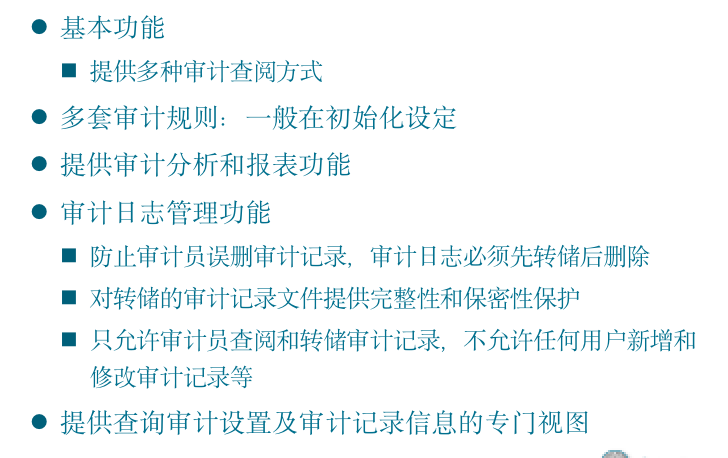 基本功能
提供多种审计查阅方式
多套审计规则：一般在初始化设定
提供审计分析和报表功能
审计日志管理功能
防止审计员误删审计记录，审计日志必须先转储后删除
对转储的审计记录文件提供完整性和保密性保护
只允许审计员查阅和转储审计记录，不允许任何用户新增和
修改审计记录等
提供查询审计设置及审计记录信息的专门视图